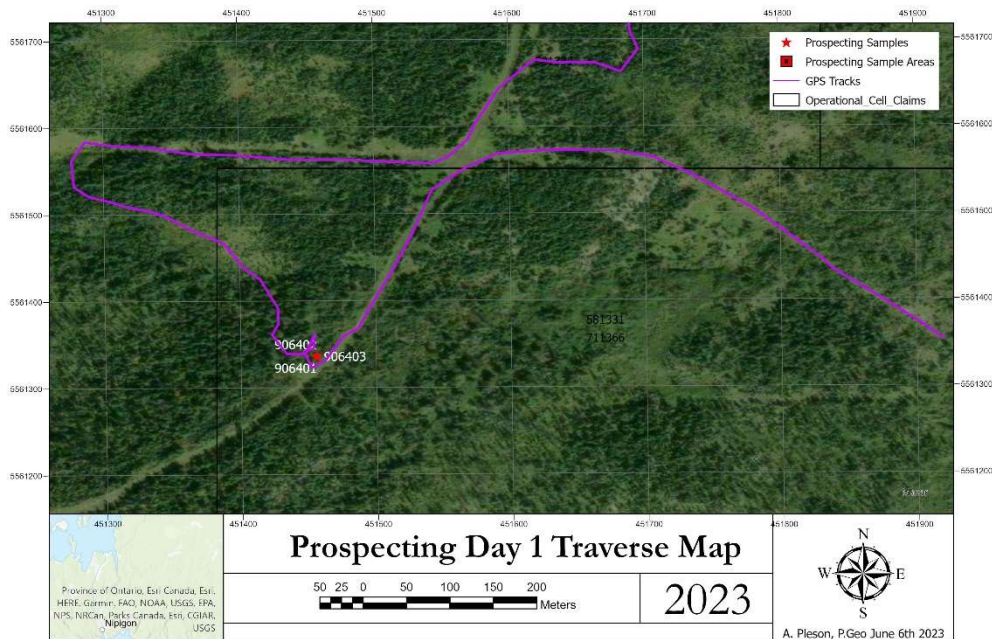 451300 451400 451500 451600 451700 451800 451900
5561700 5561700
Prospecting Samples
Prospecting Sample Areas
GPS Tracks
Operational_Cell_Claims
5561600 5561600
5561500 5561500
5561400 5561400
581331
711366
906402
906403
906401
5561300 5561300
5561200 5561200
Maxar
451300 451400 451500 451600 451700 451800 451900
Prospecting Day 1 Traverse Map
50 25 0 50 100 150 200
Meters
2023
N
W E
S
A. Pleson, P.Geo June 6th 2023
Province of Ontario, Esri Canada, Esri,
HERE, Garmin, FAO, NOAA, USGS, EPA,
NPS, NRCan, Parks Canada, Esri, CGIAR,
USGS
Nipigon